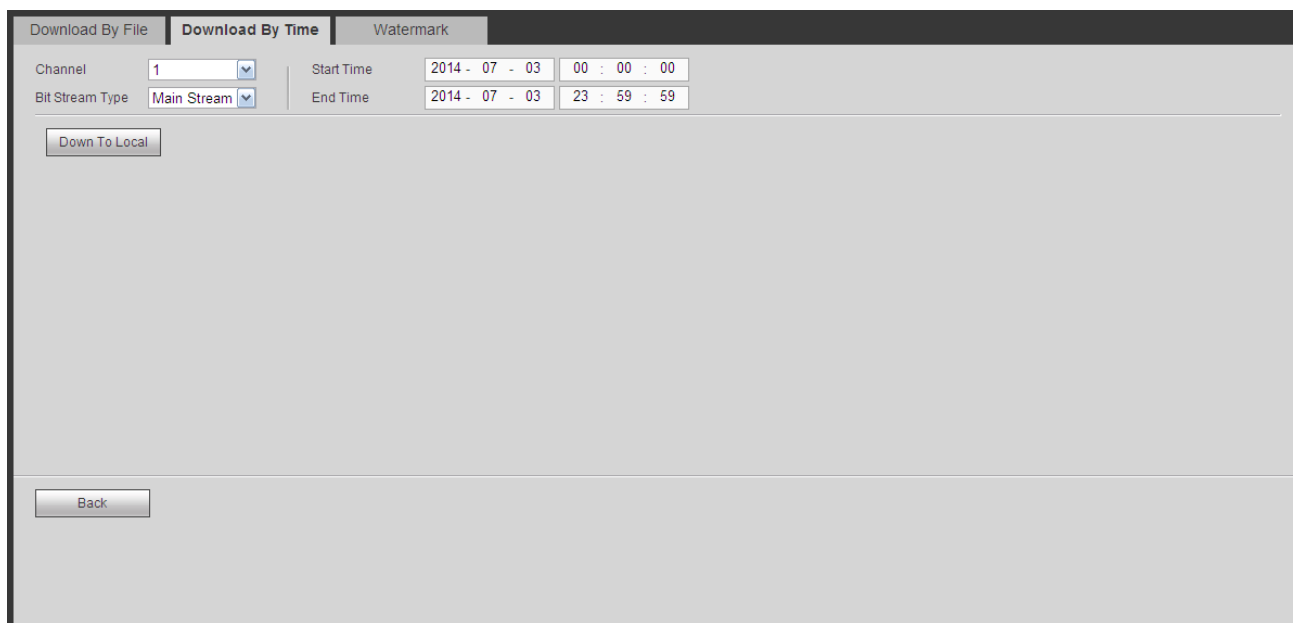 Download By File Download By Time Watermark
Channel 1 Start Time 2014 - 07 - 03 00 : 00 : 00
Bit Stream Type Main Stream End Time 2014 - 07 - 03 23 : 59 : 59
Down To Local
Back